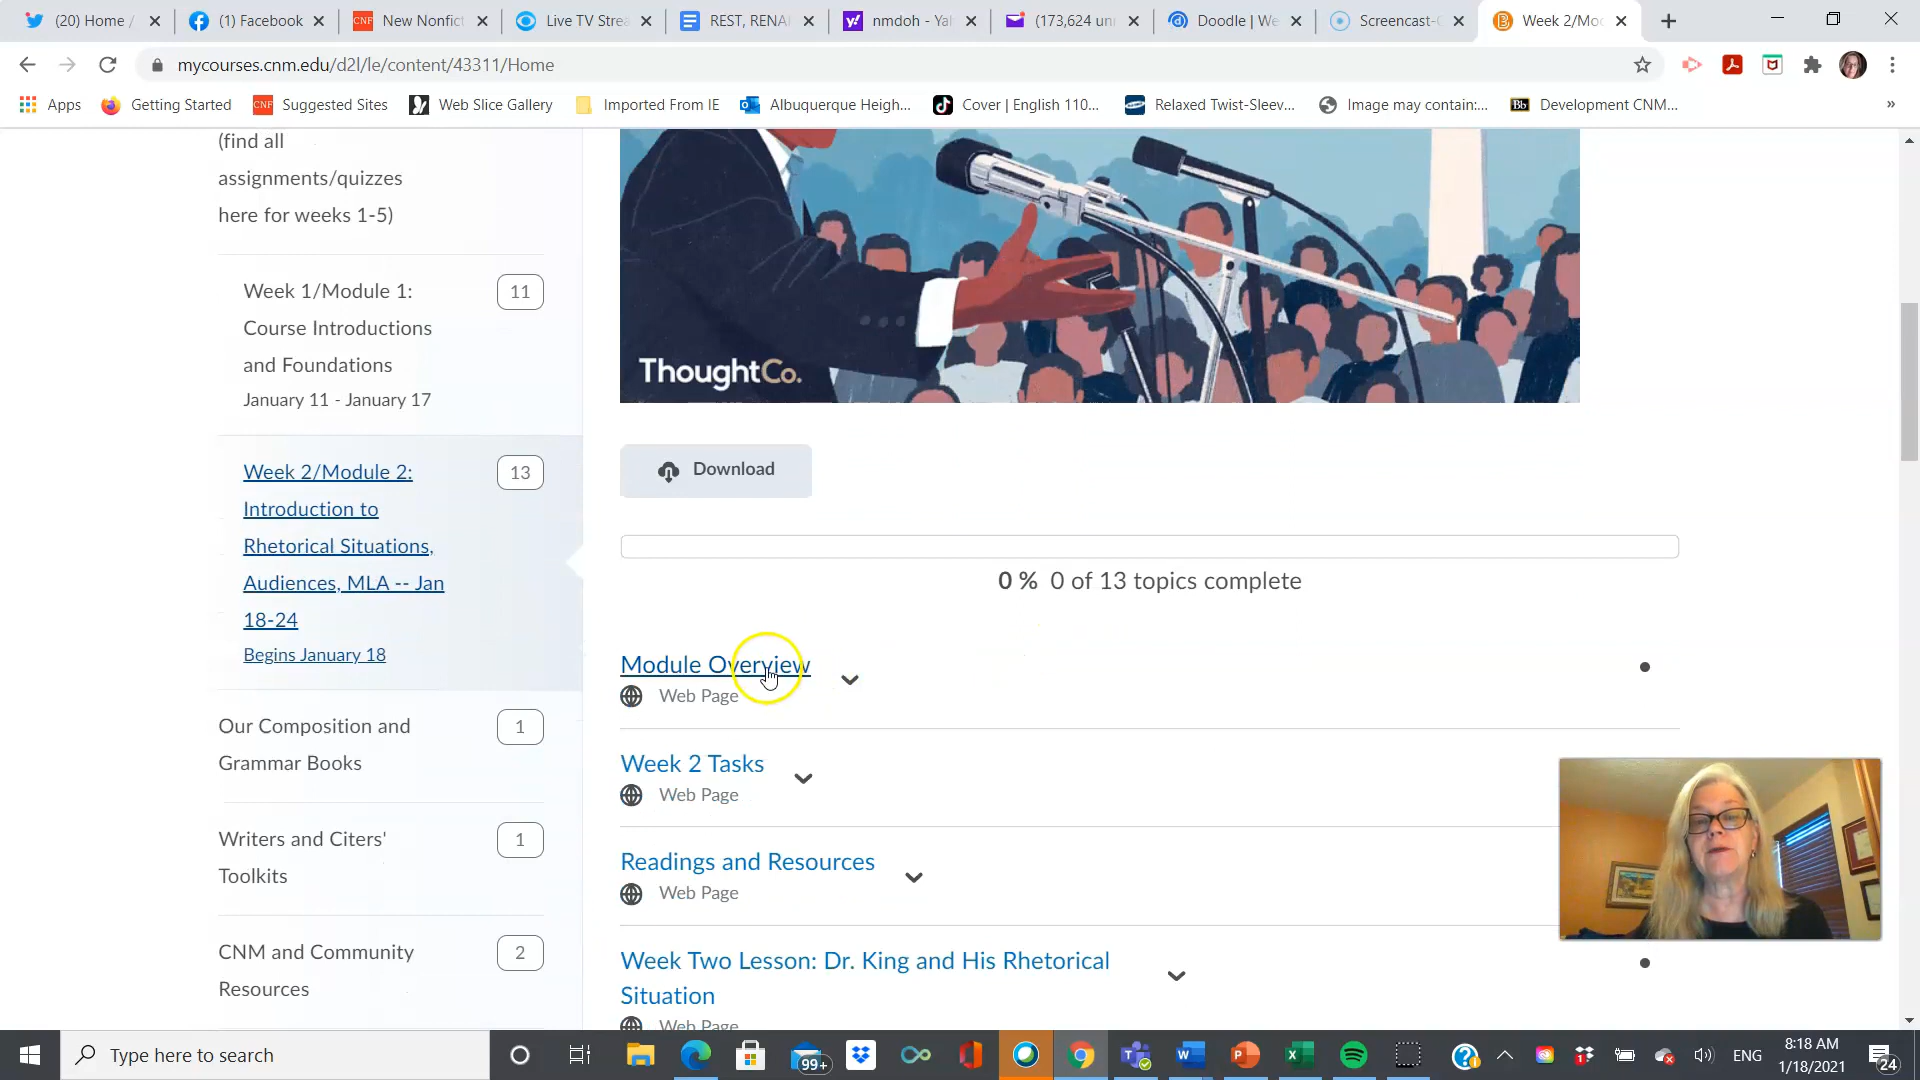 (20) Home /
(1) Facebook
CNF New Nonfict
Live TV Strea
REST, RENA
nmdoh - Ya
(173,624 un
Doodle | We
Screencast-O
Week 2/Mod
mycourses.cnm.edu/d2l/le/content/43311/Home
Apps
Getting Started
CNF Suggested Sites
Web Slice Gallery
Imported From IE
Albuquerque Heigh...
Cover | English 110...
Relaxed Twist-Sleev...
Image may contain:...
Bb Development CNM...
»
(find all
assignments/quizzes
here for weeks 1-5)
Week 1/Module 1:
Course Introductions
and Foundations
January 11 - January 17
11
Week 2/Module 2:
Introduction to
Rhetorical Situations,
Audiences, MLA -- Jan
18-24
Begins January 18
13
Our Composition and
Grammar Books
1
Writers and Citers'
Toolkits
1
CNM and Community
Resources
2
ThoughtCo.
Download
0 % 0 of 13 topics complete
Module Overview
Web Page
Week 2 Tasks
Web Page
Readings and Resources
Web Page
Week Two Lesson: Dr. King and His Rhetorical
Situation
Web Page
Type here to search
99+
ENG
8:18 AM
1/18/2021
24